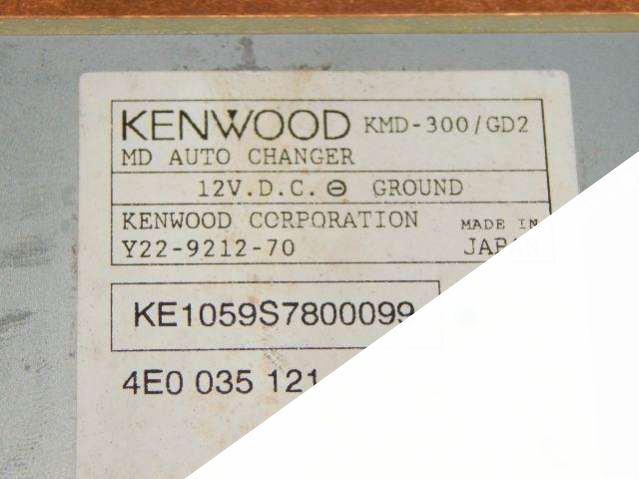 KENWOOD KMD-300/GD2
MD AUTO CHANGER
12V.D.C. ⊖ GROUND
KENWOOD CORPORATION MADE IN
Y22-9212-70 JAPAN
KE1059S7800099
4E0 035 121